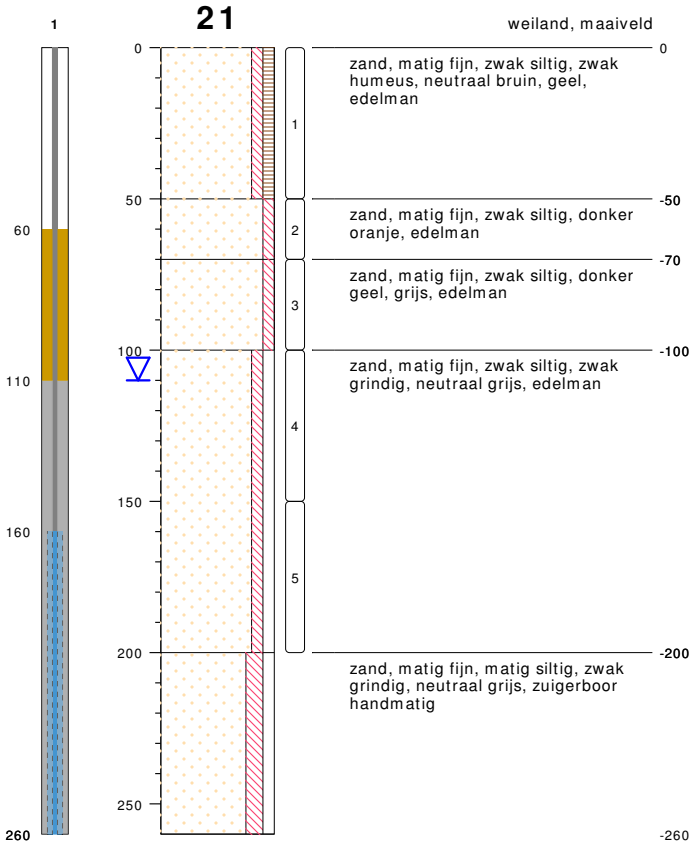 1
21
weiland, maaiveld
0
0
zand, matig fijn, zwak siltig, zwak
humeus, neutraal bruin, geel,
edelman
1
50
-50
zand, matig fijn, zwak siltig, donker
oranje, edelman
2
60
-70
zand, matig fijn, zwak siltig, donker
geel, grijs, edelman
3
100
-100
zand, matig fijn, zwak siltig, zwak
grindig, neutraal grijs, edelman
110
4
150
160
5
200
-200
zand, matig fijn, matig siltig, zwak
grindig, neutraal grijs, zuigerboor
handmatig
250
260
-260